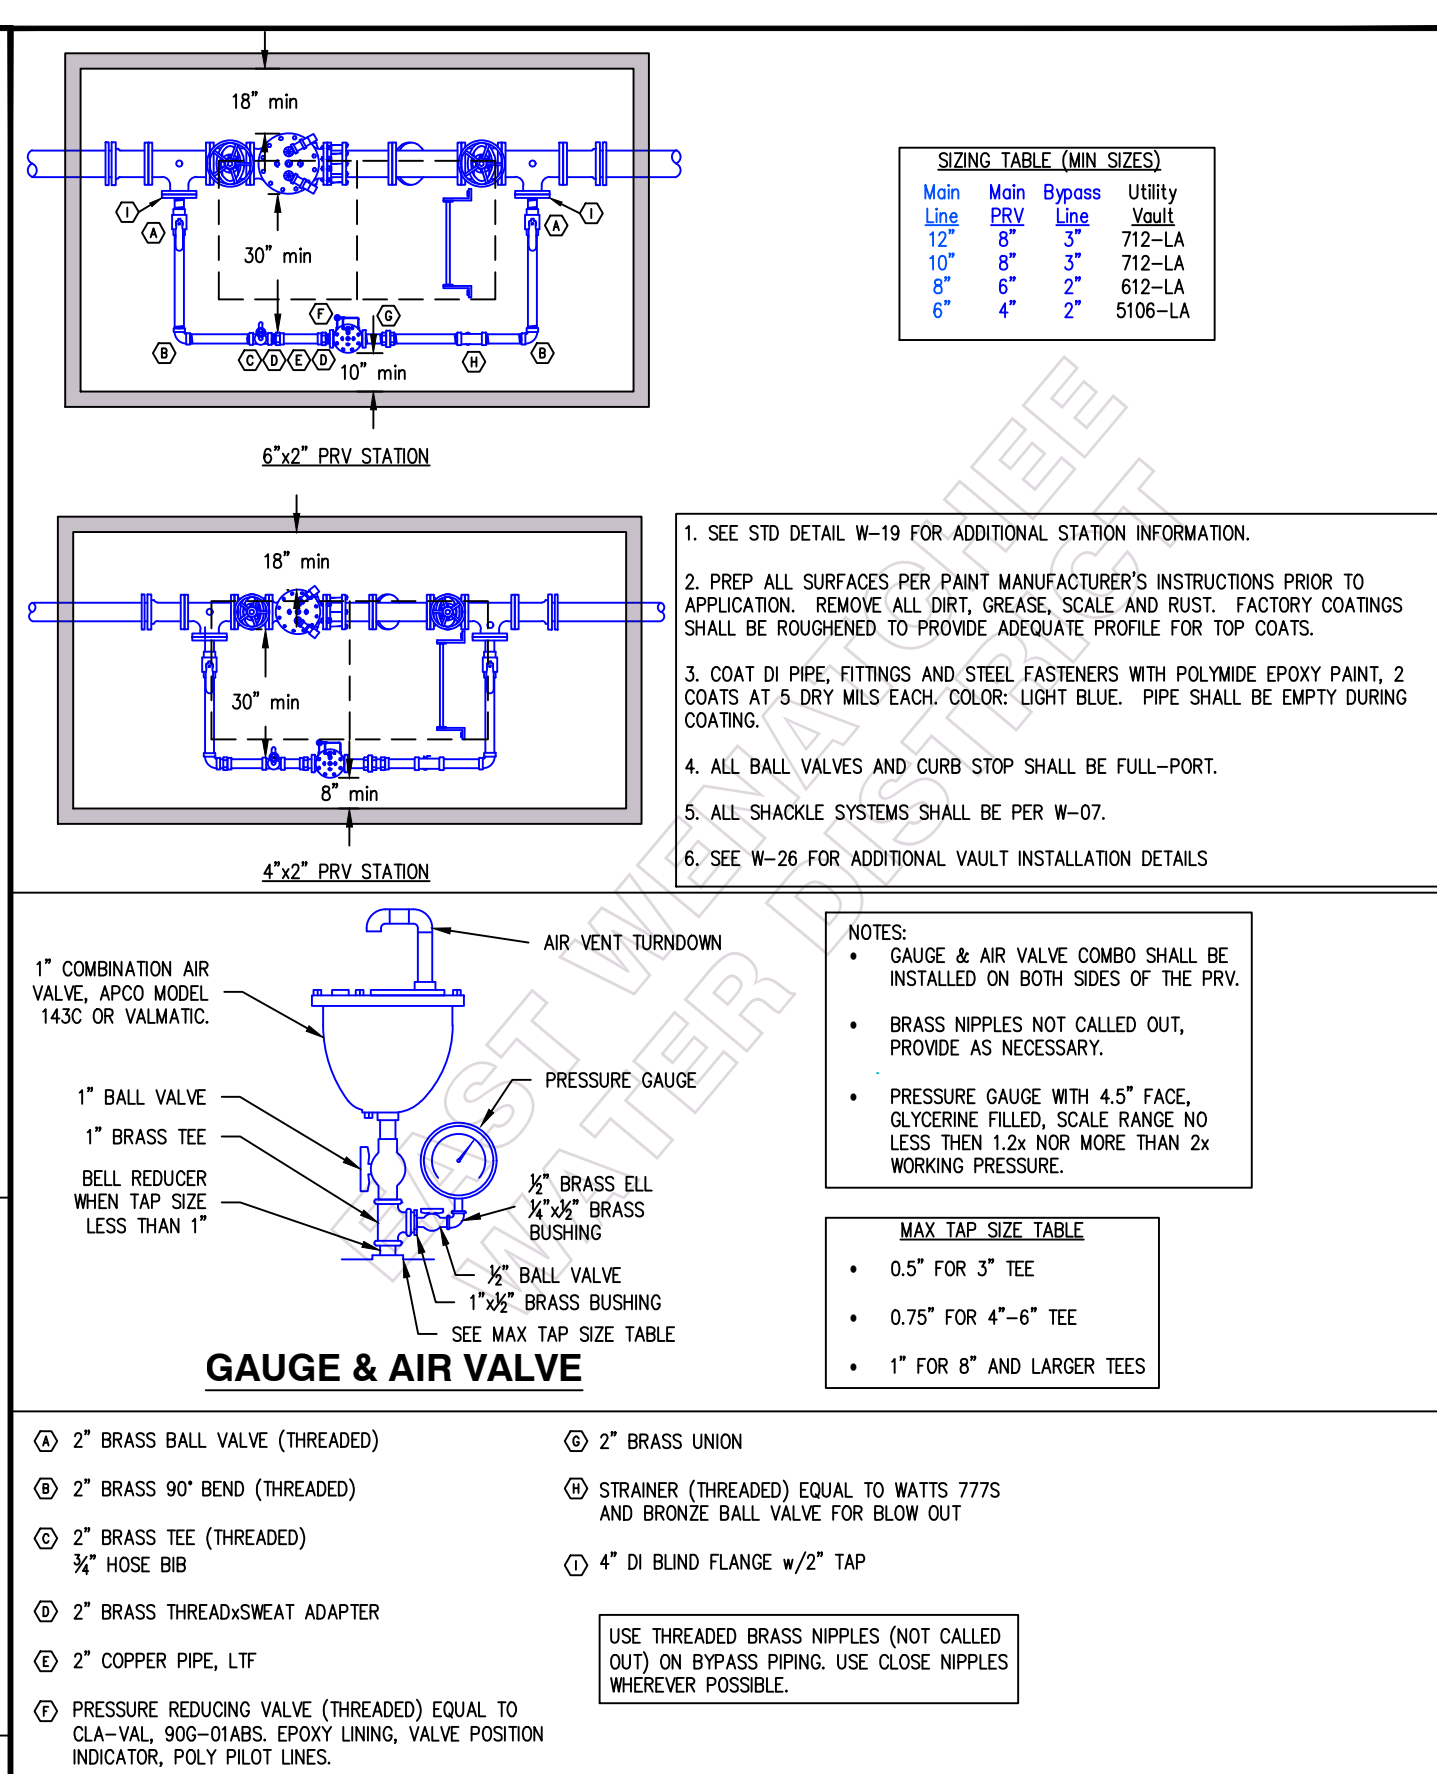 18" min
I
A
30" min
A
I
F
G
B
C
D
E
D
10" min
H
B
6"x2" PRV STATION
SIZING TABLE (MIN SIZES)
Main Main Bypass Utility
Line PRV Line Vault
12" 8" 3" 712-LA
10" 8" 3" 712-LA
8" 6" 2" 612-LA
6" 4" 2" 5106-LA
18" min
30" min
8" min
4"x2" PRV STATION
1. SEE STD DETAIL W-19 FOR ADDITIONAL STATION INFORMATION.
2. PREP ALL SURFACES PER PAINT MANUFACTURER'S INSTRUCTIONS PRIOR TO
APPLICATION. REMOVE ALL DIRT, GREASE, SCALE AND RUST. FACTORY COATINGS
SHALL BE ROUGHENED TO PROVIDE ADEQUATE PROFILE FOR TOP COATS.
3. COAT DI PIPE, FITTINGS AND STEEL FASTENERS WITH POLYMIDE EPOXY PAINT, 2
COATS AT 5 DRY MILS EACH. COLOR: LIGHT BLUE. PIPE SHALL BE EMPTY DURING
COATING.
4. ALL BALL VALVES AND CURB STOP SHALL BE FULL-PORT.
5. ALL SHACKLE SYSTEMS SHALL BE PER W-07.
6. SEE W-26 FOR ADDITIONAL VAULT INSTALLATION DETAILS
EAST WENATCHEE
WATER DISTRICT
AIR VENT TURNDOWN
1" COMBINATION AIR
VALVE, APCO MODEL
143C OR VALMATIC.
PRESSURE GAUGE
1" BALL VALVE
1" BRASS TEE
BELL REDUCER
WHEN TAP SIZE
LESS THAN 1"
½" BRASS ELL
¼"x½" BRASS
BUSHING
½" BALL VALVE
1"x½" BRASS BUSHING
SEE MAX TAP SIZE TABLE
GAUGE & AIR VALVE
NOTES:
• GAUGE & AIR VALVE COMBO SHALL BE
INSTALLED ON BOTH SIDES OF THE PRV.
• BRASS NIPPLES NOT CALLED OUT,
PROVIDE AS NECESSARY.
• PRESSURE GAUGE WITH 4.5" FACE,
GLYCERINE FILLED, SCALE RANGE NO
LESS THEN 1.2x NOR MORE THAN 2x
WORKING PRESSURE.
MAX TAP SIZE TABLE
• 0.5" FOR 3" TEE
• 0.75" FOR 4"-6" TEE
• 1" FOR 8" AND LARGER TEES
A 2" BRASS BALL VALVE (THREADED)
B 2" BRASS 90° BEND (THREADED)
C 2" BRASS TEE (THREADED)
¾" HOSE BIB
D 2" BRASS THREADxSWEAT ADAPTER
E 2" COPPER PIPE, LTF
F PRESSURE REDUCING VALVE (THREADED) EQUAL TO
CLA-VAL, 90G-01ABS. EPOXY LINING, VALVE POSITION
INDICATOR, POLY PILOT LINES.
G 2" BRASS UNION
H STRAINER (THREADED) EQUAL TO WATTS 777S
AND BRONZE BALL VALVE FOR BLOW OUT
I 4" DI BLIND FLANGE w/2" TAP
USE THREADED BRASS NIPPLES (NOT CALLED
OUT) ON BYPASS PIPING. USE CLOSE NIPPLES
WHEREVER POSSIBLE.